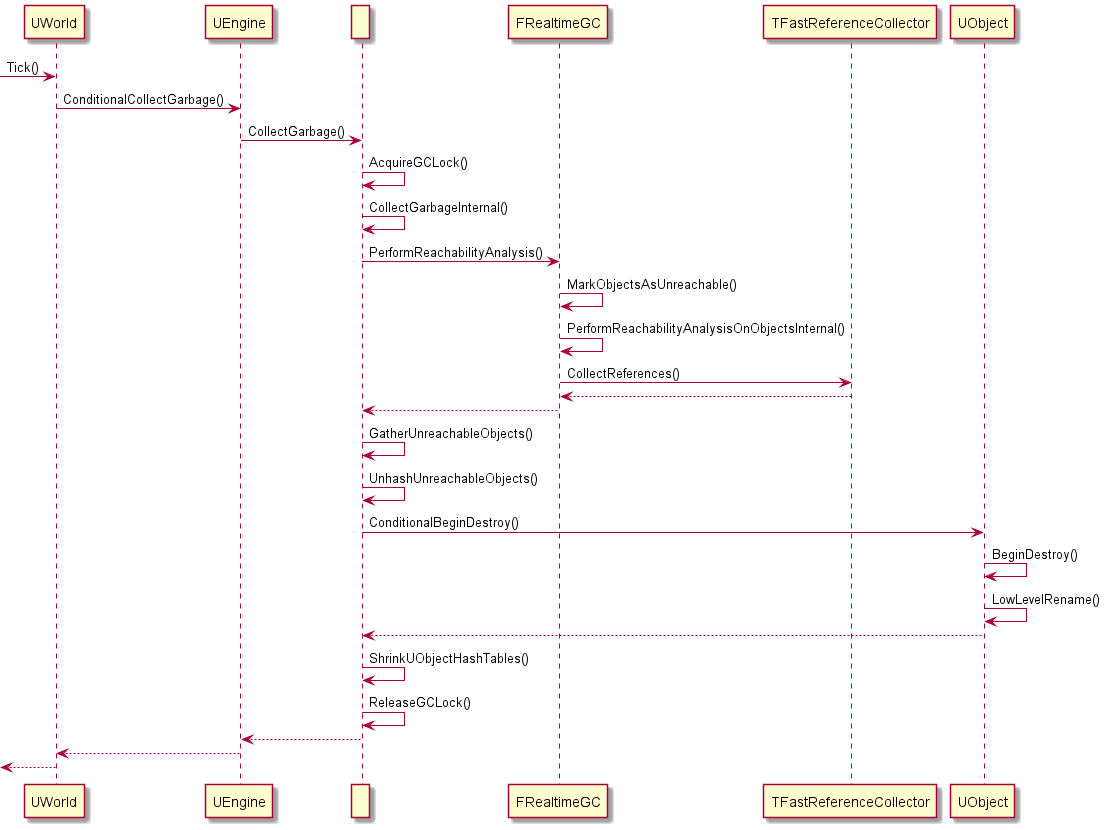 UWorld UEngine FRealtimeGC TFastReferenceCollector UObject
Tick()
ConditionalCollectGarbage()
CollectGarbage()
AcquireGCLock()
CollectGarbageInternal()
PerformReachabilityAnalysis()
MarkObjectsAsUnreachable()
PerformReachabilityAnalysisOnObjectsInternal()
CollectReferences()
GatherUnreachableObjects()
UnhashUnreachableObjects()
ConditionalBeginDestroy()
BeginDestroy()
LowLevelRename()
ShrinkUObjectHashTables()
ReleaseGCLock()
UWorld UEngine FRealtimeGC TFastReferenceCollector UObject